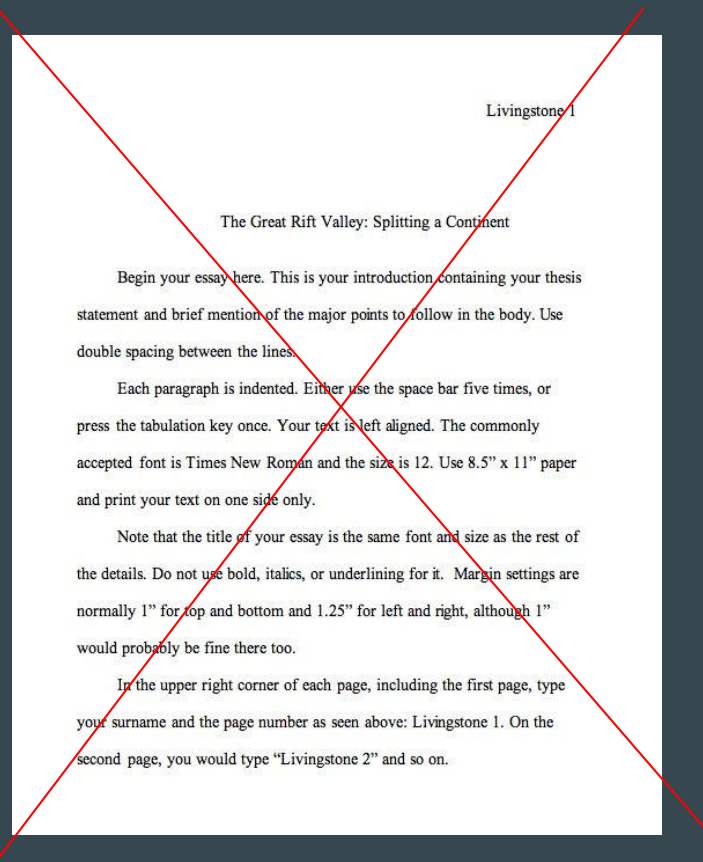 Livingstone 1
The Great Rift Valley: Splitting a Continent
Begin your essay here. This is your introduction containing your thesis
statement and brief mention of the major points to follow in the body. Use
double spacing between the lines.
Each paragraph is indented. Either use the space bar five times, or
press the tabulation key once. Your text is left aligned. The commonly
accepted font is Times New Roman and the size is 12. Use 8.5” x 11” paper
and print your text on one side only.
Note that the title of your essay is the same font and size as the rest of
the details. Do not use bold, italics, or underlining for it. Margin settings are
normally 1” for top and bottom and 1.25” for left and right, although 1”
would probably be fine there too.
In the upper right corner of each page, including the first page, type
your surname and the page number as seen above: Livingstone 1. On the
second page, you would type “Livingstone 2” and so on.